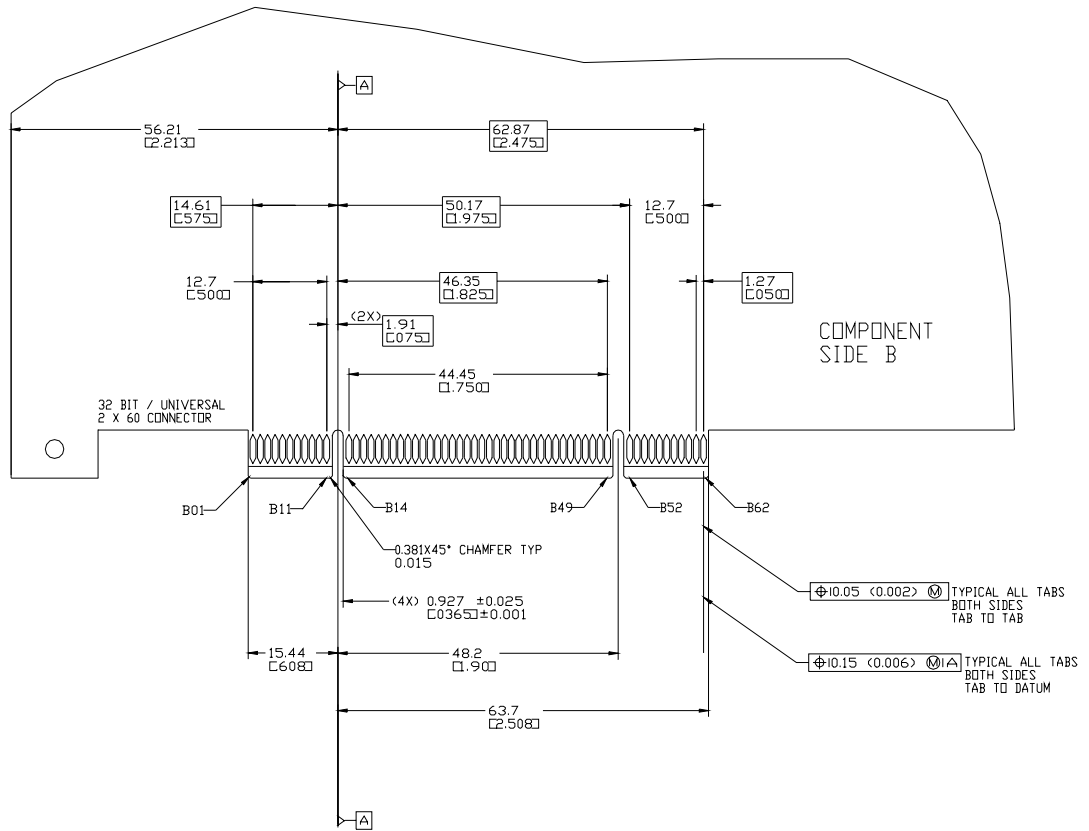 A
56.21
[2.213]
62.87
[2.475]
14.61
[.575]
50.17
[1.975]
12.7
[.500]
12.7
[.500]
46.35
[1.825]
1.27
[.050]
(2X)
1.91
[.075]
COMPONENT
SIDE B
44.45
[1.750]
32 BIT / UNIVERSAL
2 X 60 CONNECTOR
B01
B11
B14
B49
B52
B62
0.381X45° CHAMFER TYP
0.015
(4X) 0.927 ±0.025
[.0365] ±0.001
⌖|0.05 (0.002) Ⓜ TYPICAL ALL TABS
BOTH SIDES
TAB TO TAB
15.44
[.608]
48.2
[1.90]
⌖|0.15 (0.006) Ⓜ|A TYPICAL ALL TABS
BOTH SIDES
TAB TO DATUM
63.7
[2.508]
A